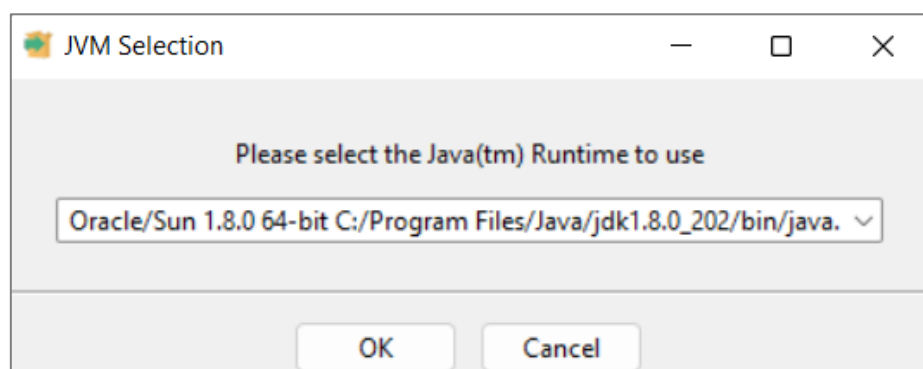 JVM Selection
Please select the Java(tm) Runtime to use
Oracle/Sun 1.8.0 64-bit C:/Program Files/Java/jdk1.8.0_202/bin/java.
OK Cancel